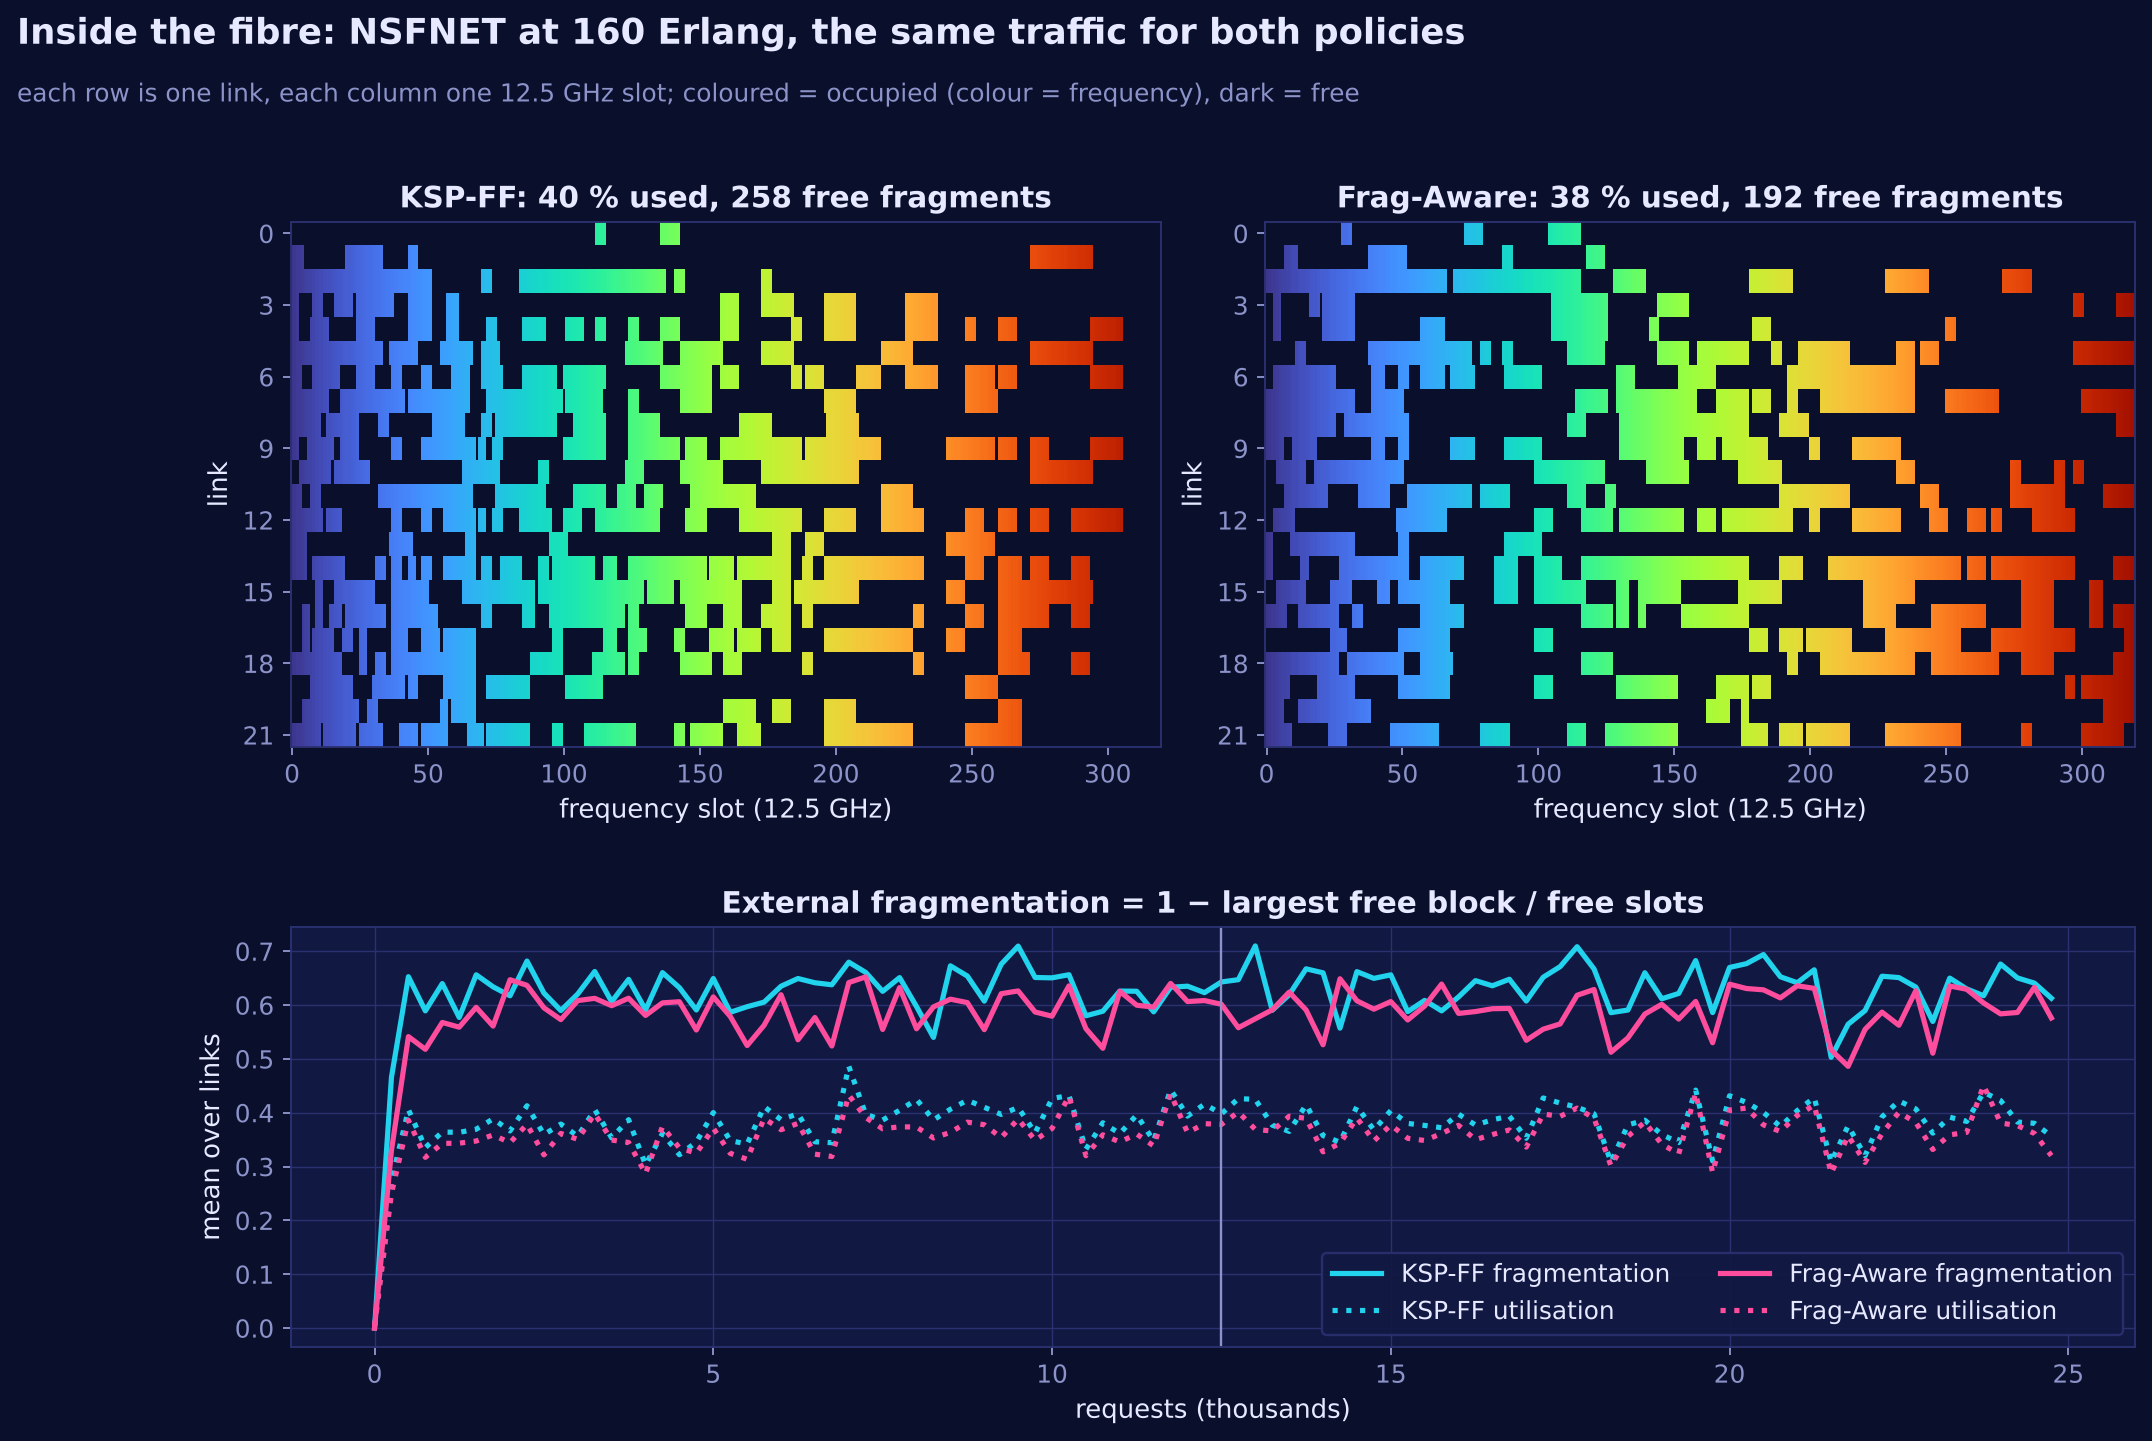 Inside the fibre: NSFNET at 160 Erlang, the same traffic for both policies
each row is one link, each column one 12.5 GHz slot; coloured = occupied (colour = frequency), dark = free
KSP-FF: 40 % used, 258 free fragments
0
3
6
9
12
15
18
21
link
0 50 100 150 200 250 300
frequency slot (12.5 GHz)
Frag-Aware: 38 % used, 192 free fragments
0
3
6
9
12
15
18
21
link
0 50 100 150 200 250 300
frequency slot (12.5 GHz)
External fragmentation = 1 − largest free block / free slots
0.7
0.6
0.5
0.4
0.3
0.2
0.1
0.0
mean over links
KSP-FF fragmentation
KSP-FF utilisation
Frag-Aware fragmentation
Frag-Aware utilisation
0 5 10 15 20 25
requests (thousands)